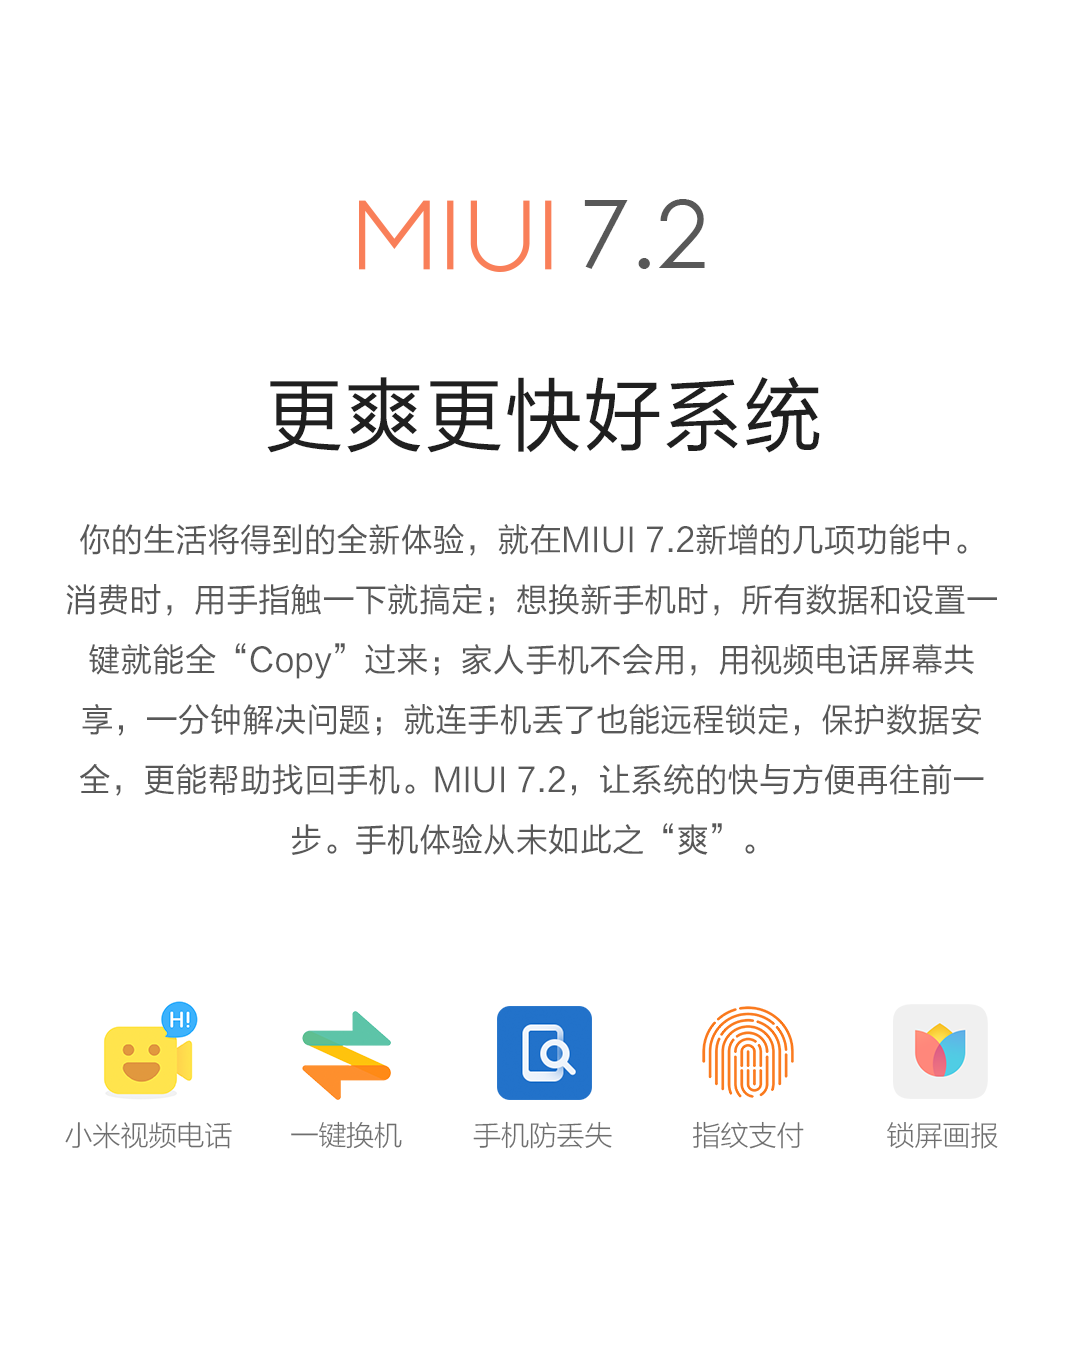 MIUI 7.2
更爽更快好系统
你的生活将得到的全新体验，就在MIUI 7.2新增的几项功能中。
消费时，用手指触一下就搞定；想换新手机时，所有数据和设置一
键就能全“Copy”过来；家人手机不会用，用视频电话屏幕共
享，一分钟解决问题；就连手机丢了也能远程锁定，保护数据安
全，更能帮助找回手机。MIUI 7.2，让系统的快与方便再往前一
步。手机体验从未如此之“爽”。
H!
小米视频电话 一键换机 手机防丢失 指纹支付 锁屏画报